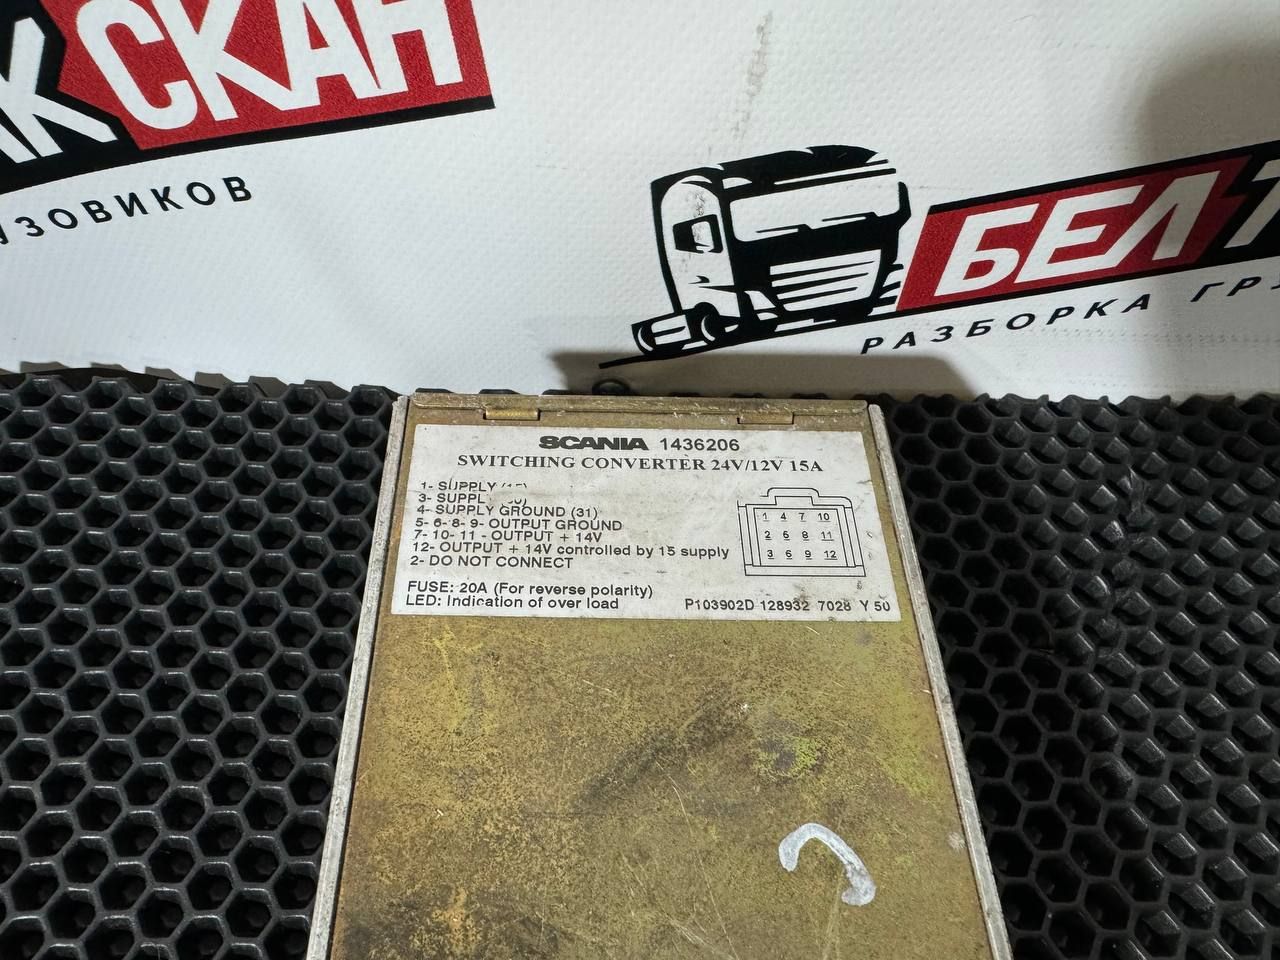 СКАН
БЕЛ
РАЗБОРКА
SCANIA 1436206
SWITCHING CONVERTER 24V/12V 15A
1- SUPPLY
3- SUPPL
4- SUPPLY GROUND (31)
5- 6- 8- 9- OUTPUT GROUND
7- 10- 11 - OUTPUT + 14V
12- OUTPUT + 14V controlled by 15 supply
2- DO NOT CONNECT
FUSE: 20A (For reverse polarity)
LED: Indication of over load
P103902D 128932 7028 Y 50
1 4 7 10
2 5 8 11
3 6 9 12